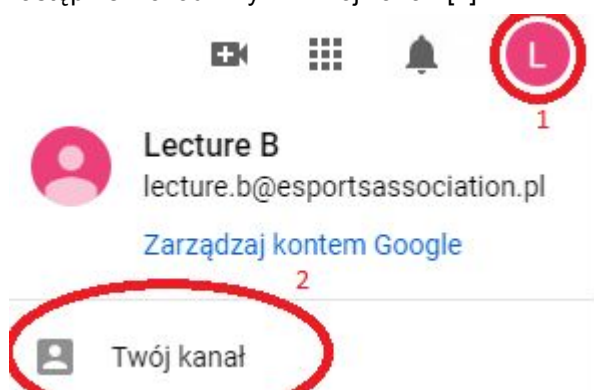 L
1
Lecture B
lecture.b@esportsassociation.pl
Zarządzaj kontem Google
2
Twój kanał